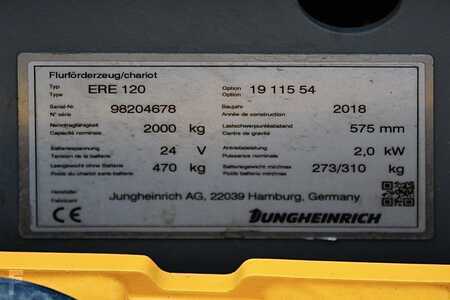 Flurförderzeug/chariot
Typ
Type ERE 120 Option
Option 19 115 54
Serial-Nr
N° série 98204678 Baujahr
Année de construction 2018
Nenntragfähigkeit
Capacité nominale 2000 kg Lastschwerpunktabstand
Centre de gravité 575 mm
Batteriespannung
Tension de la batterie 24 V Antriebsleistung
Puissance nominale 2,0 kW
Leergewicht ohne Batterie
Poids du chariot sans batterie 470 kg Batteriegewicht min/max
Poids batterie min/max 273/310 kg
Hersteller
Fabricant Jungheinrich AG, 22039 Hamburg, Germany
CE JUNGHEINRICH